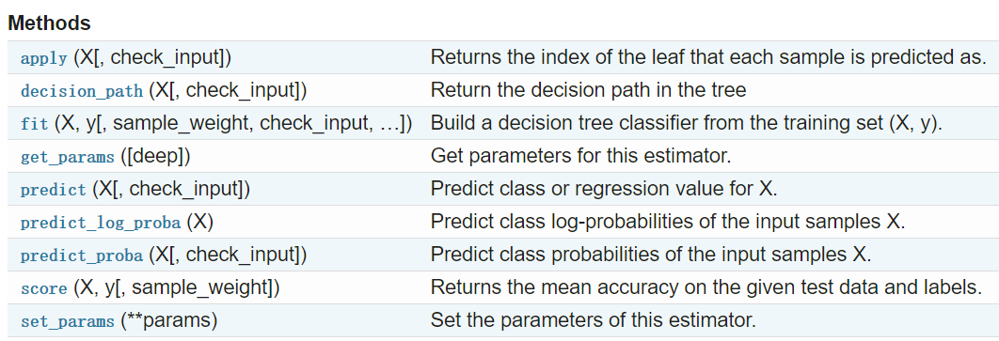 Methods
apply (X[, check_input]) Returns the index of the leaf that each sample is predicted as.
decision_path (X[, check_input]) Return the decision path in the tree
fit (X, y[, sample_weight, check_input, …]) Build a decision tree classifier from the training set (X, y).
get_params ([deep]) Get parameters for this estimator.
predict (X[, check_input]) Predict class or regression value for X.
predict_log_proba (X) Predict class log-probabilities of the input samples X.
predict_proba (X[, check_input]) Predict class probabilities of the input samples X.
score (X, y[, sample_weight]) Returns the mean accuracy on the given test data and labels.
set_params (**params) Set the parameters of this estimator.